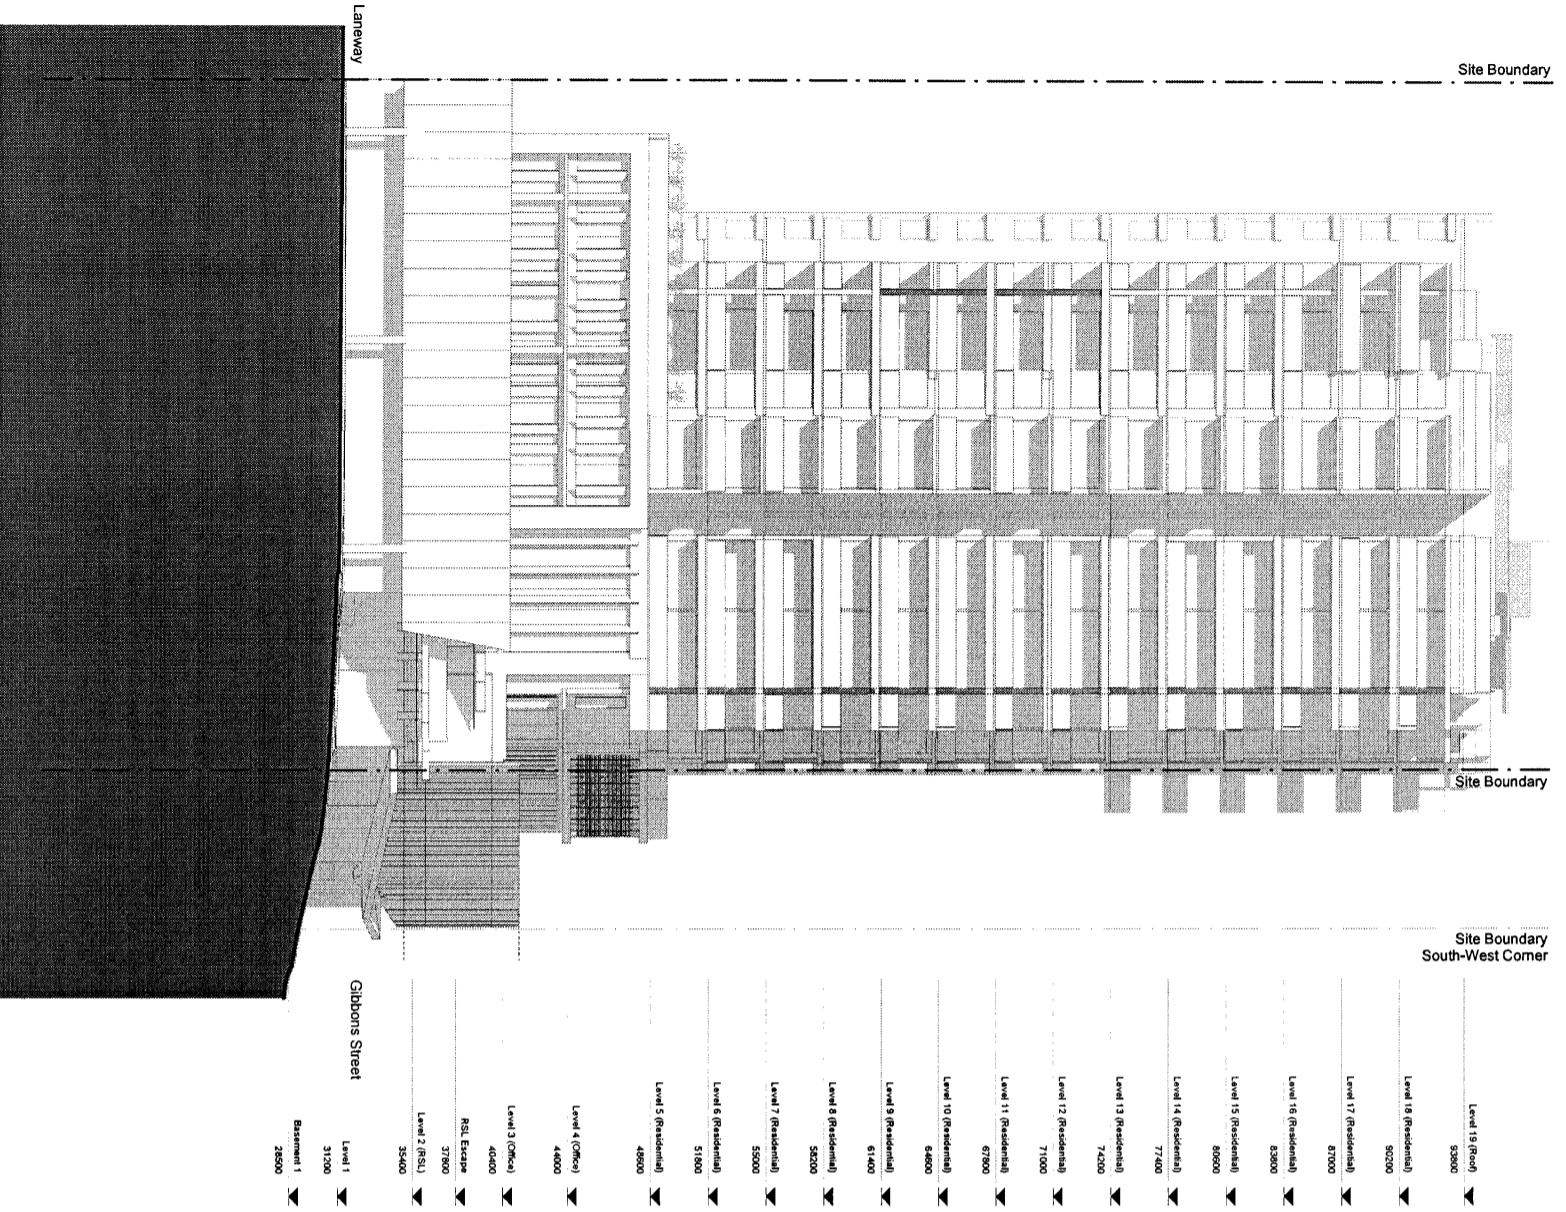 Laneway
Site Boundary
Site Boundary
Site Boundary
South-West Corner
Gibbons Street
Level 19 (Roof)
93800
Level 18 (Residential)
90200
Level 17 (Residential)
87000
Level 16 (Residential)
83800
Level 15 (Residential)
80600
Level 14 (Residential)
77400
Level 13 (Residential)
74200
Level 12 (Residential)
71000
Level 11 (Residential)
67800
Level 10 (Residential)
64600
Level 9 (Residential)
61400
Level 8 (Residential)
58200
Level 7 (Residential)
55000
Level 6 (Residential)
51800
Level 5 (Residential)
48600
Level 4 (Office)
44000
Level 3 (Office)
40400
RSL Escape
37800
Level 2 (RSL)
35400
Level 1
31200
Basement 1
28500